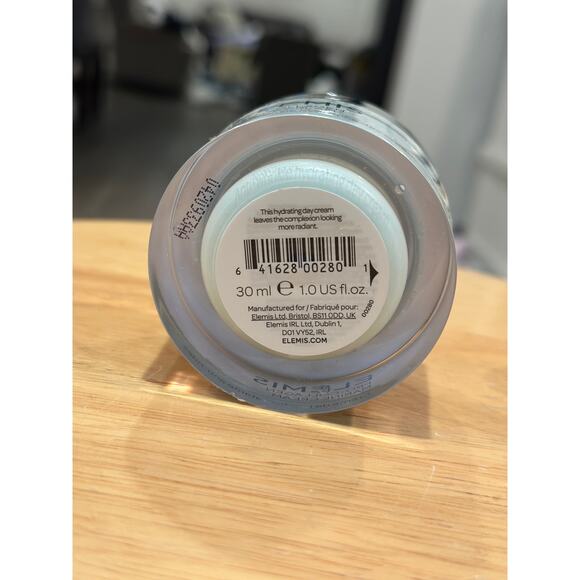 This hydrating day cream
leaves the complexion looking
more radiant.
6 41628 00280 1
00280
30 ml ℮ 1.0 US fl.oz.
Manufactured for / Fabriqué pour:
Elemis Ltd, Bristol, BS11 0DD, UK
Elemis IRL Ltd, Dublin 1,
D01 VY52, IRL
ELEMIS.COM
ELEMIS